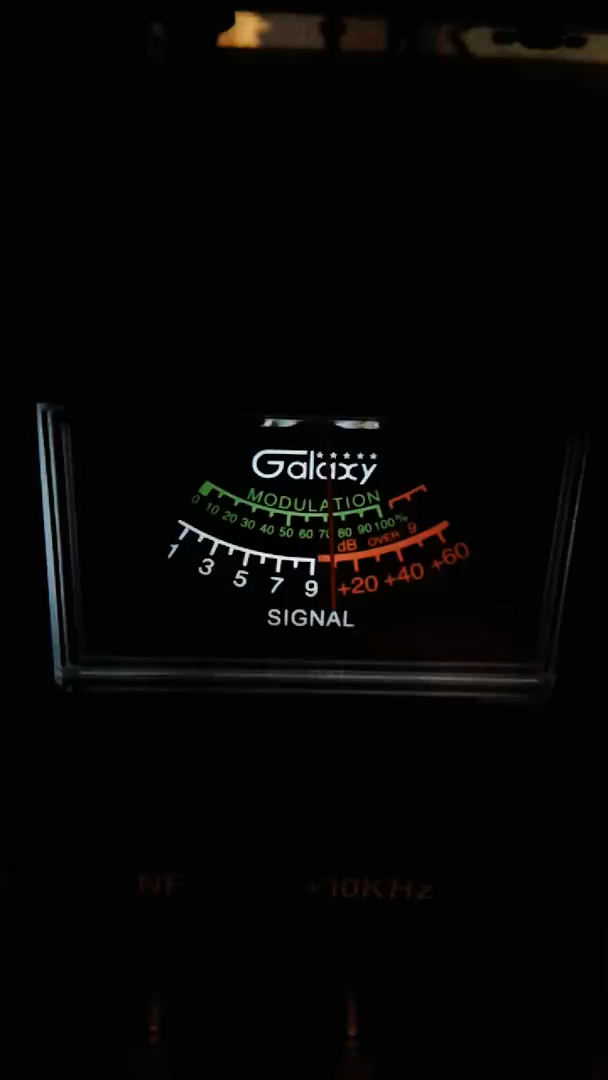 Galaxy
MODULATION
0 10 20 30 40 50 60 70 80 90 100%
dB OVER 9
1 3 5 7 9 +20 +40 +60
SIGNAL
NF +10KHz